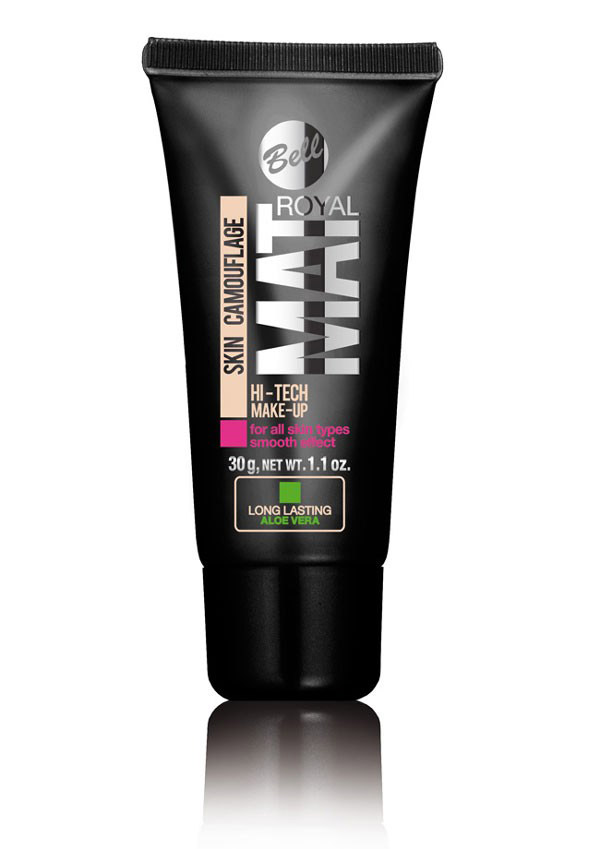 Bell
ROYAL
MAT
SKIN CAMOUFLAGE
HI-TECH
MAKE-UP
for all skin types
smooth effect
30g, NET WT. 1.1 oz.
LONG LASTING
ALOE VERA